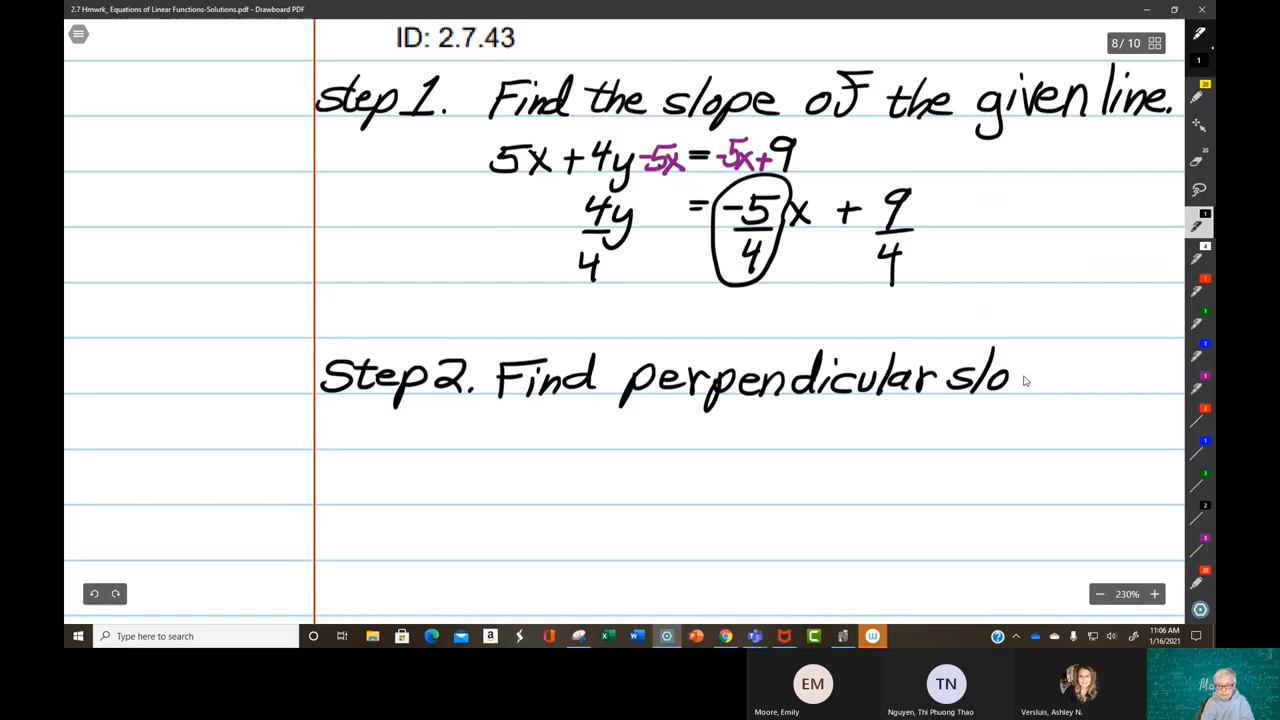 2.7 Hmwrk_ Equations of Linear Functions-Solutions.pdf - Drawboard PDF
ID: 2.7.43
8 / 10
Step 1. Find the slope of the given line.
5x + 4y -5x = -5x + 9
4y/4 = -5/4 x + 9/4
Step 2. Find perpendicular slo
230%
Type here to search
11:06 AM
1/16/2021
EM
TN
Moore, Emily
Nguyen, Thi Phuong Thao
Versluis, Ashley N.